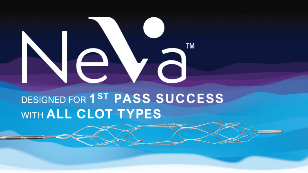 NeVa™
DESIGNED FOR 1ST PASS SUCCESS
WITH ALL CLOT TYPES